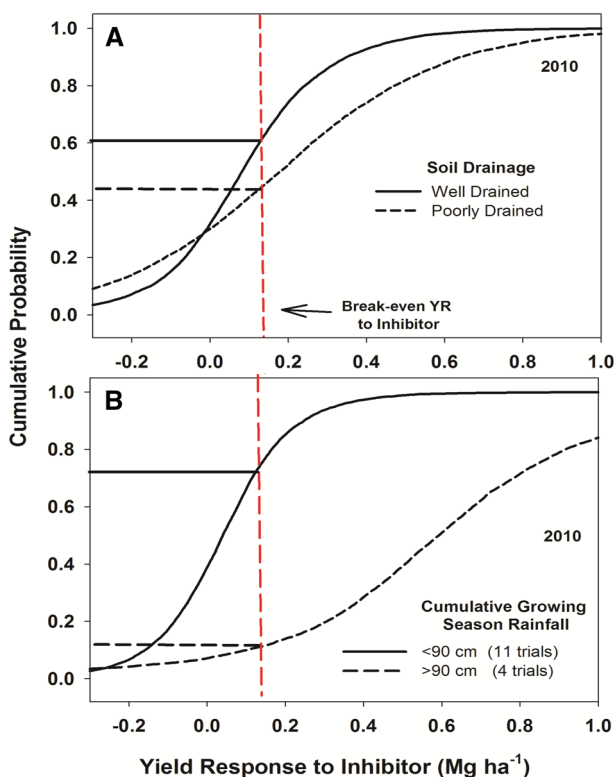 A
2010
1.0
0.8
0.6
0.4
0.2
0.0
Soil Drainage
Well Drained
Poorly Drained
Break-even YR
to Inhibitor
-0.2 0.0 0.2 0.4 0.6 0.8 1.0
Cumulative Probability
B
1.0
0.8
0.6
0.4
0.2
0.0
2010
Cumulative Growing
Season Rainfall
<90 cm (11 trials)
>90 cm (4 trials)
-0.2 0.0 0.2 0.4 0.6 0.8 1.0
Yield Response to Inhibitor (Mg ha⁻¹)